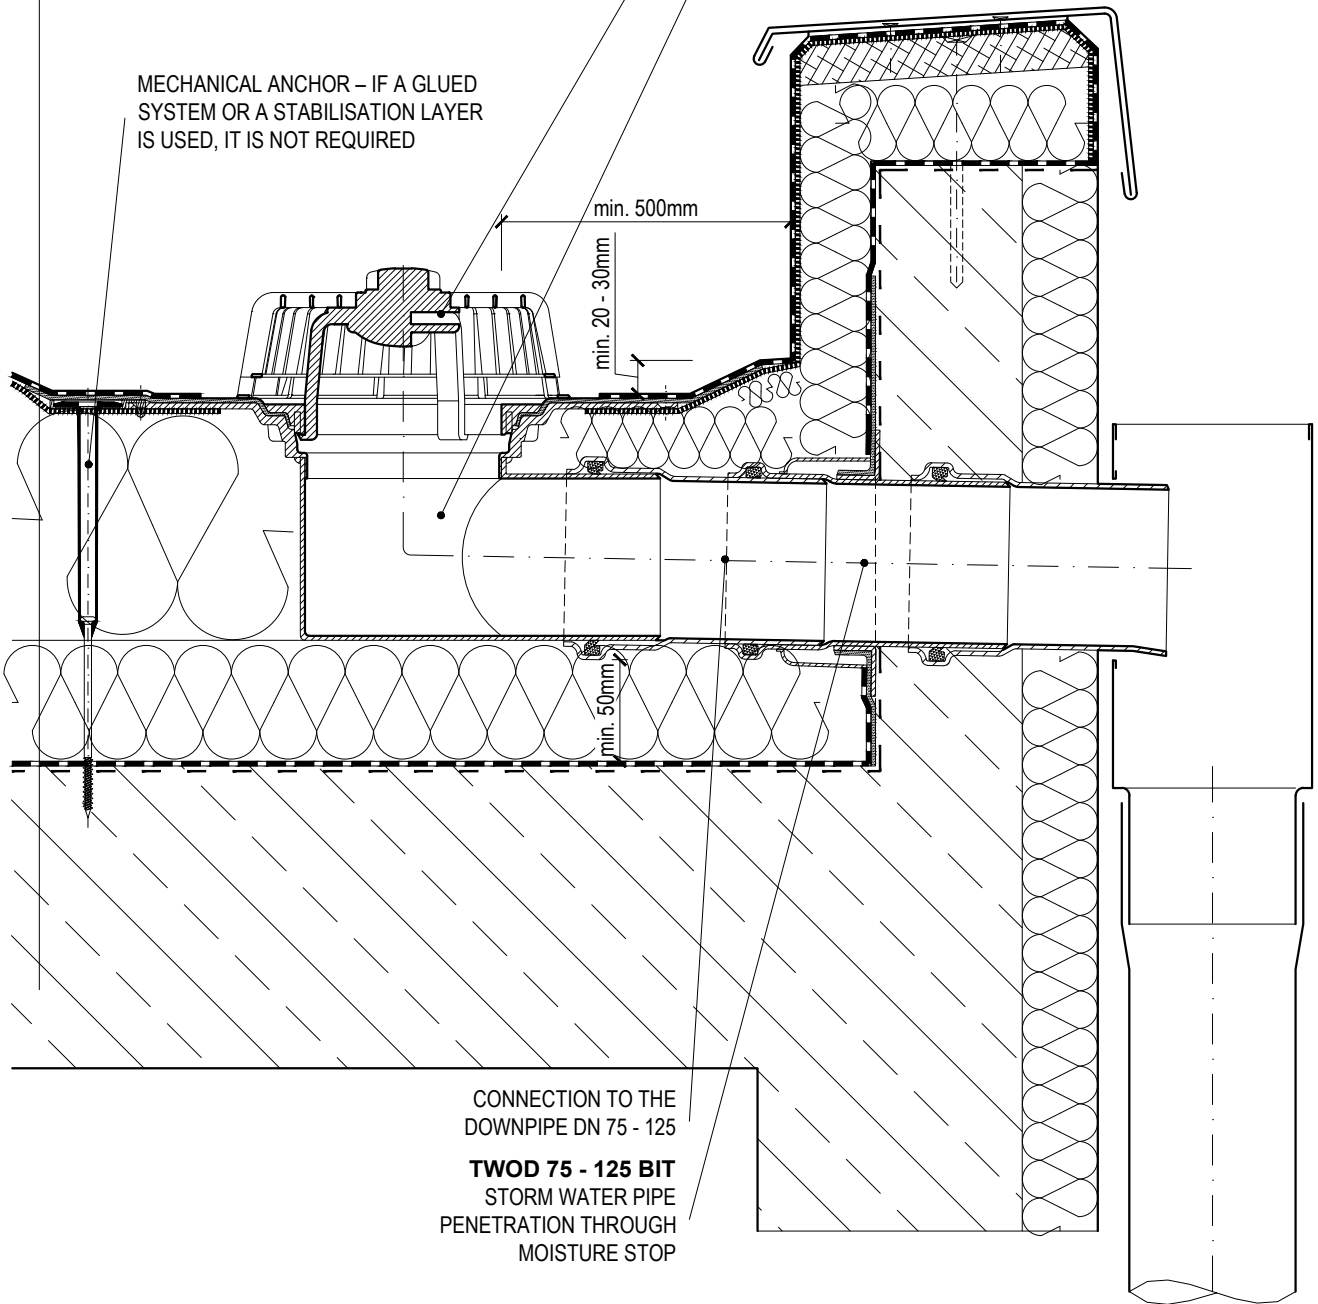 MECHANICAL ANCHOR – IF A GLUED
SYSTEM OR A STABILISATION LAYER
IS USED, IT IS NOT REQUIRED
min. 500mm
min. 20 - 30mm
min. 50mm
CONNECTION TO THE
DOWNPIPE DN 75 - 125
TWOD 75 - 125 BIT
STORM WATER PIPE
PENETRATION THROUGH
MOISTURE STOP